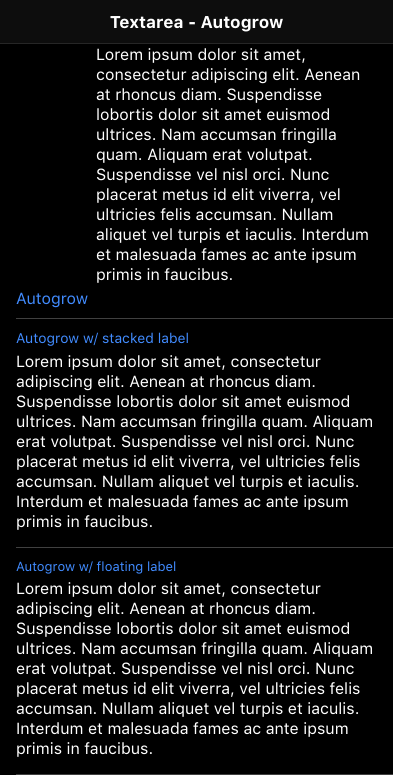 Textarea - Autogrow
Lorem ipsum dolor sit amet,
consectetur adipiscing elit. Aenean
at rhoncus diam. Suspendisse
lobortis dolor sit amet euismod
ultrices. Nam accumsan fringilla
quam. Aliquam erat volutpat.
Suspendisse vel nisl orci. Nunc
placerat metus id elit viverra, vel
ultricies felis accumsan. Nullam
aliquet vel turpis et iaculis. Interdum
et malesuada fames ac ante ipsum
primis in faucibus.
Autogrow
Autogrow w/ stacked label
Lorem ipsum dolor sit amet, consectetur
adipiscing elit. Aenean at rhoncus diam.
Suspendisse lobortis dolor sit amet euismod
ultrices. Nam accumsan fringilla quam. Aliquam
erat volutpat. Suspendisse vel nisl orci. Nunc
placerat metus id elit viverra, vel ultricies felis
accumsan. Nullam aliquet vel turpis et iaculis.
Interdum et malesuada fames ac ante ipsum
primis in faucibus.
Autogrow w/ floating label
Lorem ipsum dolor sit amet, consectetur
adipiscing elit. Aenean at rhoncus diam.
Suspendisse lobortis dolor sit amet euismod
ultrices. Nam accumsan fringilla quam. Aliquam
erat volutpat. Suspendisse vel nisl orci. Nunc
placerat metus id elit viverra, vel ultricies felis
accumsan. Nullam aliquet vel turpis et iaculis.
Interdum et malesuada fames ac ante ipsum
primis in faucibus.